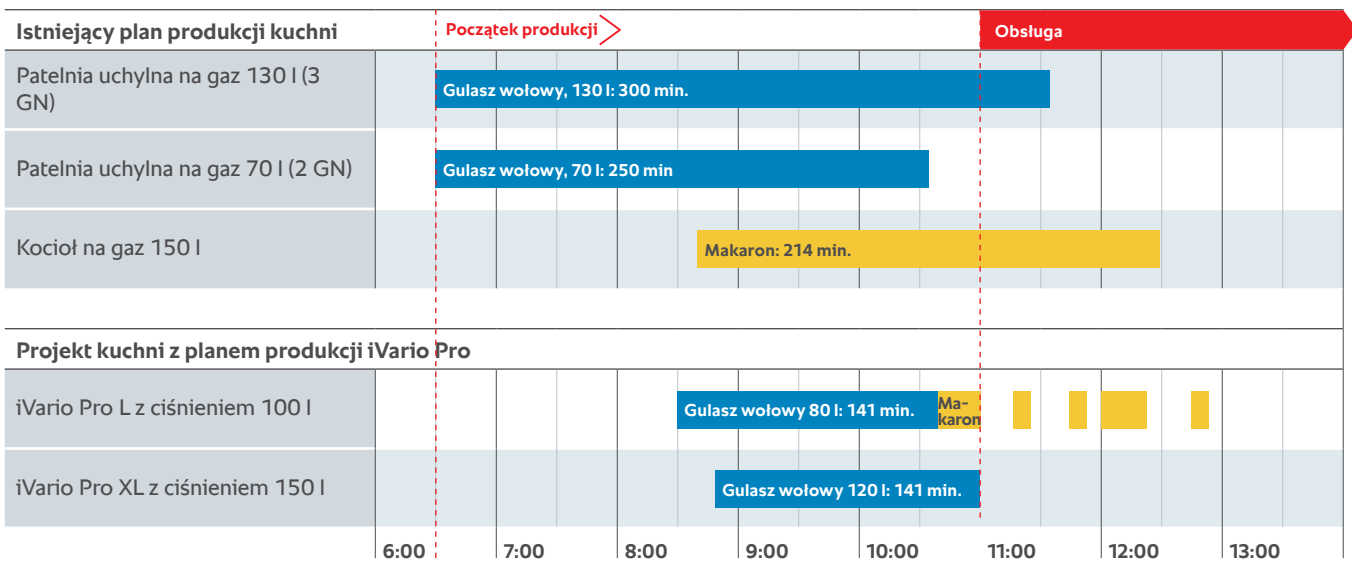 Istniejący plan produkcji kuchni
Początek produkcji
Obsługa
Patelnia uchylna na gaz 130 l (3
GN)
Gulasz wołowy, 130 l: 300 min.
Patelnia uchylna na gaz 70 l (2 GN)
Gulasz wołowy, 70 l: 250 min
Kocioł na gaz 150 l
Makaron: 214 min.
Projekt kuchni z planem produkcji iVario Pro
iVario Pro L z ciśnieniem 100 l
Gulasz wołowy 80 l: 141 min.
Ma-
karon
iVario Pro XL z ciśnieniem 150 l
Gulasz wołowy 120 l: 141 min.
6:00 7:00 8:00 9:00 10:00 11:00 12:00 13:00